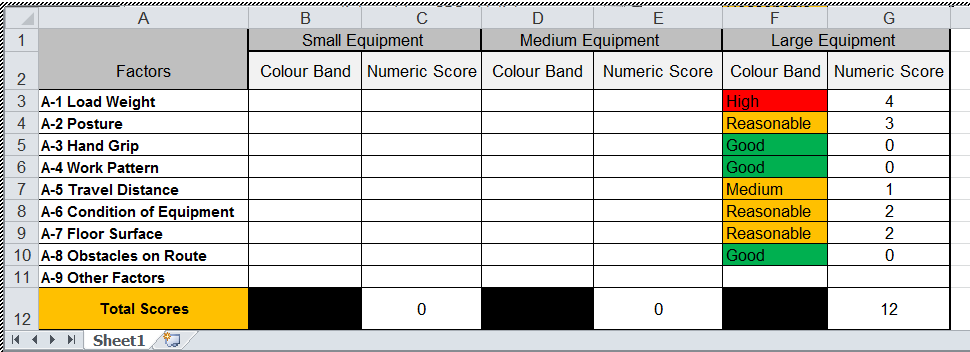 A B C D E F G
1 Small Equipment Medium Equipment Large Equipment
2 Factors Colour Band Numeric Score Colour Band Numeric Score Colour Band Numeric Score
3 A-1 Load Weight High 4
4 A-2 Posture Reasonable 3
5 A-3 Hand Grip Good 0
6 A-4 Work Pattern Good 0
7 A-5 Travel Distance Medium 1
8 A-6 Condition of Equipment Reasonable 2
9 A-7 Floor Surface Reasonable 2
10 A-8 Obstacles on Route Good 0
11 A-9 Other Factors
12 Total Scores 0 0 12
Sheet1